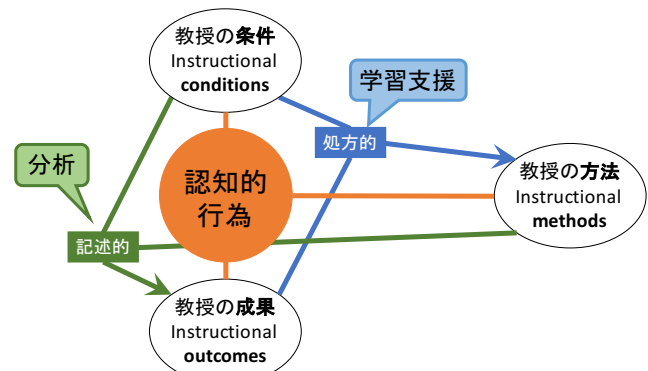 教授の条件
Instructional
conditions
学習支援
処方的
分析
認知的
行為
教授の方法
Instructional
methods
記述的
教授の成果
Instructional
outcomes